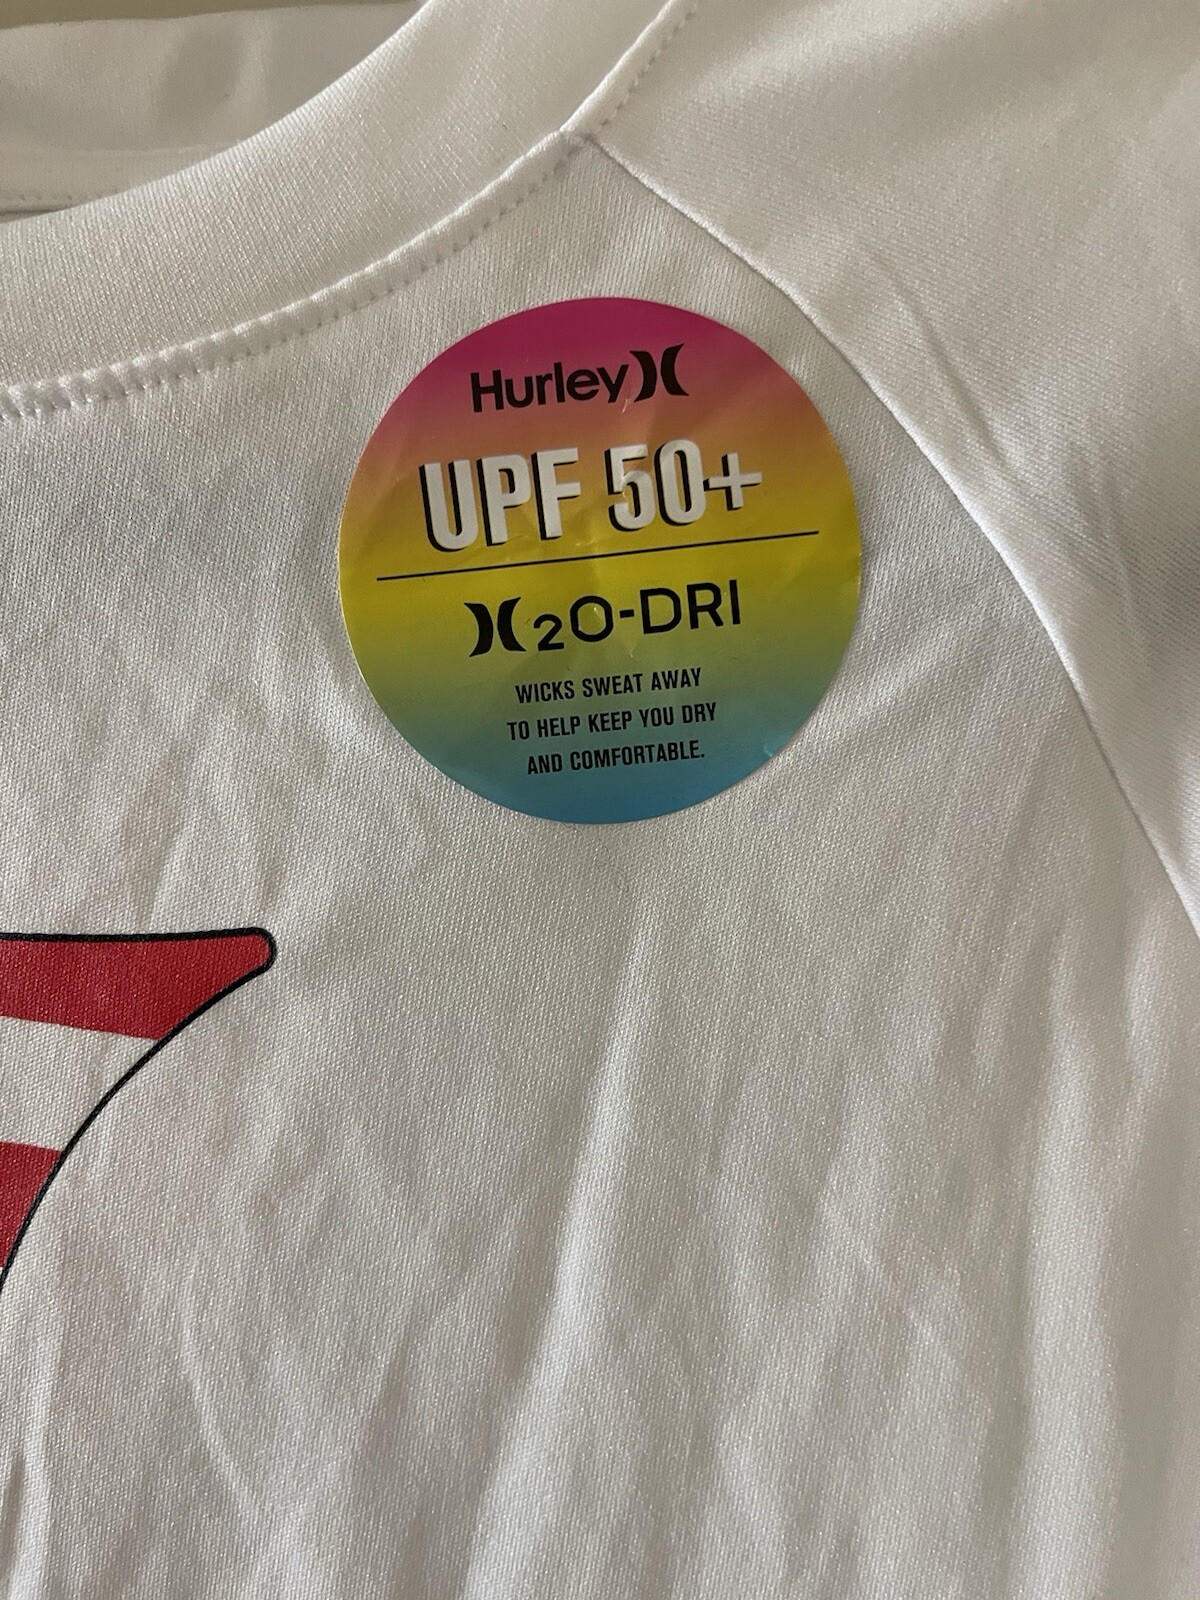 Hurley
UPF 50+
2O-DRI
WICKS SWEAT AWAY
TO HELP KEEP YOU DRY
AND COMFORTABLE.